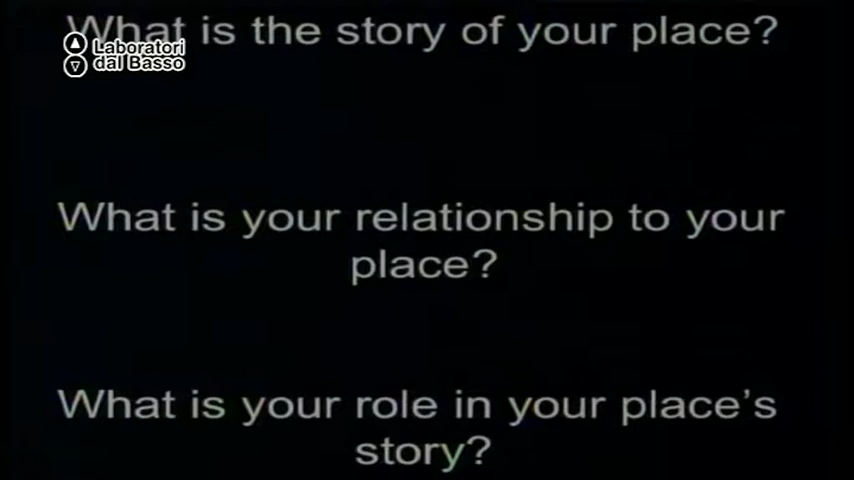 What is the story of your place?
Laboratori
dal Basso
What is your relationship to your
place?
What is your role in your place's
story?